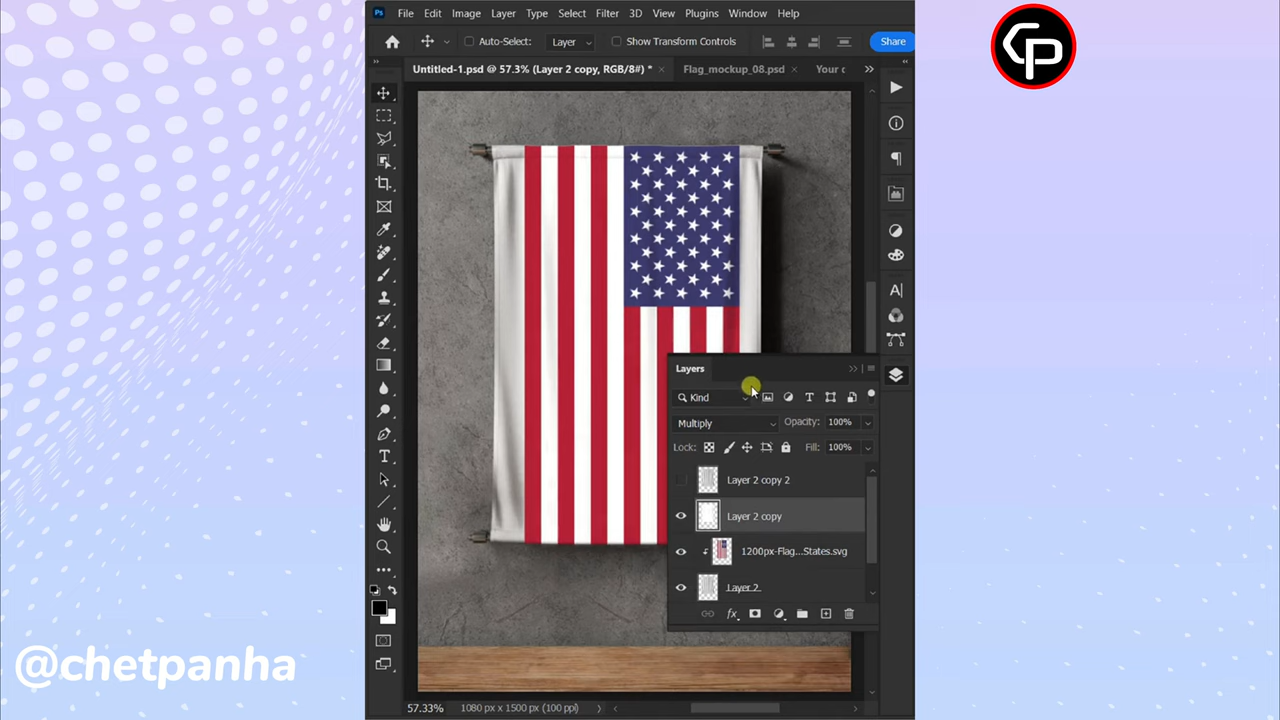 Ps File Edit Image Layer Type Select Filter 3D View Plugins Window Help
Auto-Select: Layer Show Transform Controls Share
Untitled-1.psd @ 57.3% (Layer 2 copy, RGB/8#) * Flag_mockup_08.psd Your c
CP
Layers
Kind
Multiply Opacity: 100%
Lock: Fill: 100%
Layer 2 copy 2
Layer 2 copy
1200px-Flag...States.svg
Layer 2
fx
57.33% 1080 px x 1500 px (100 ppi)
@chetpanha